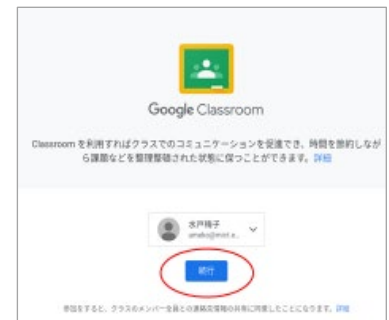 Google Classroom
Classroom を利用すればクラスでのコミュニケーションを促進でき、時間を節約しなが
ら課題などを整理整頓された状態に保つことができます。詳細
水戸梅子
umeko@mist.e...
続行
参加をすると、クラスのメンバー全員との連絡先情報の共有に同意したことになります。詳細